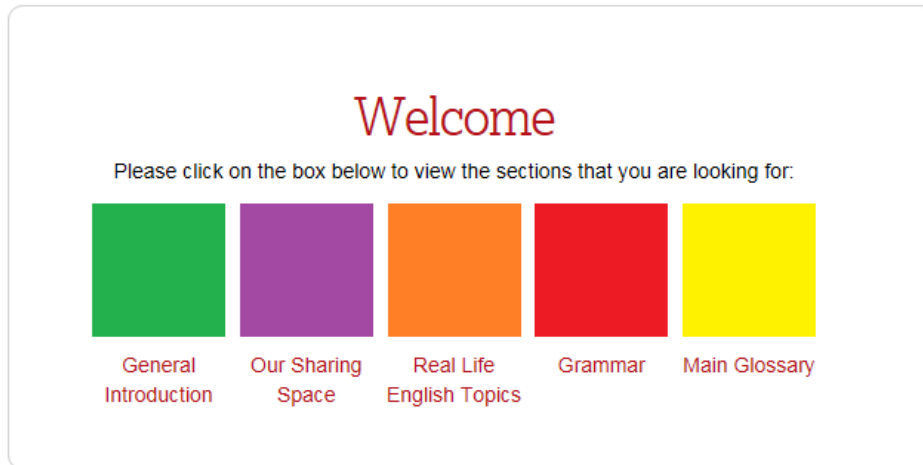 Welcome
Please click on the box below to view the sections that you are looking for:
General Introduction
Our Sharing Space
Real Life English Topics
Grammar
Main Glossary